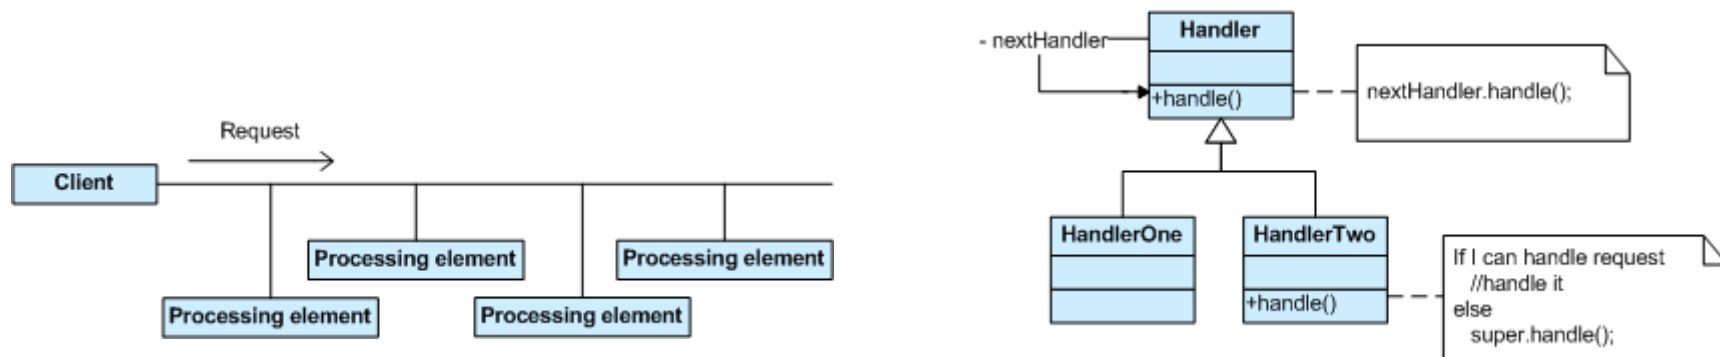 Request
Client
Processing element
Processing element
Processing element
Processing element
Handler
- nextHandler
+handle()
nextHandler.handle();
HandlerOne
HandlerTwo
+handle()
If I can handle request
//handle it
else
super.handle();